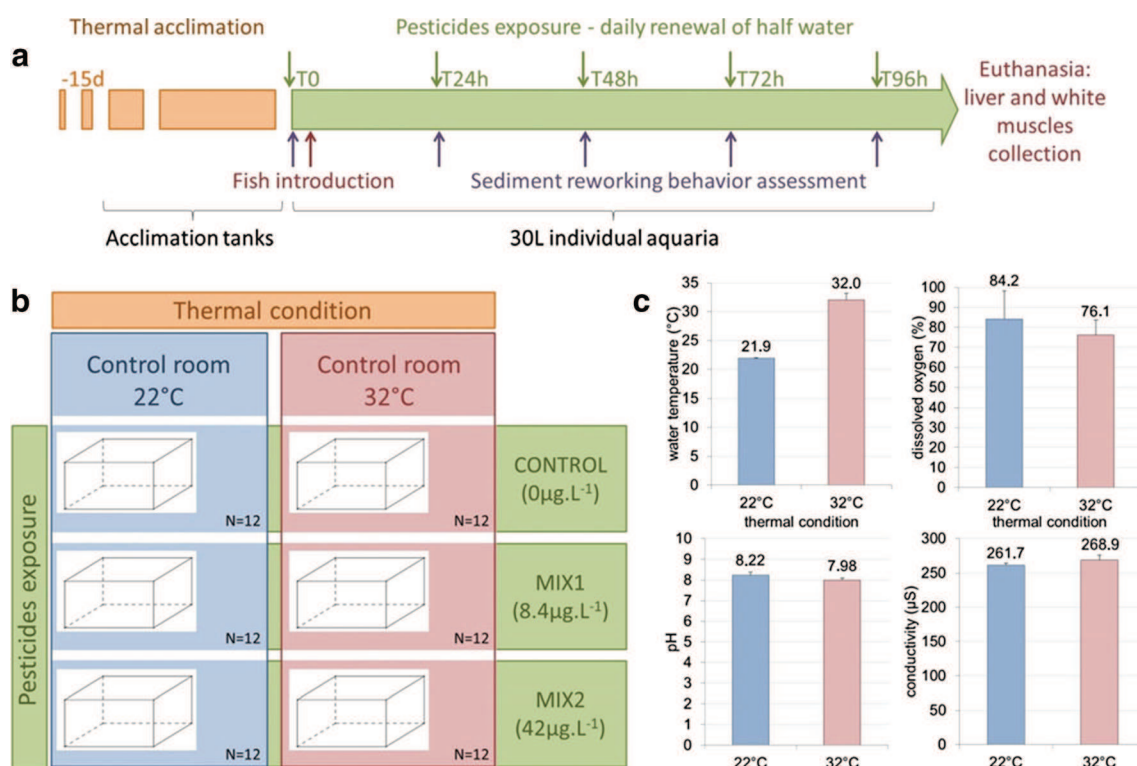 a
Thermal acclimation
Pesticides exposure - daily renewal of half water
-15d
T0
T24h
T48h
T72h
T96h
Euthanasia:
liver and white
muscles
collection
Fish introduction
Sediment reworking behavior assessment
Acclimation tanks
30L individual aquaria
b
Thermal condition
Control room
22°C
Control room
32°C
Pesticides exposure
N=12
N=12
CONTROL
(0µg.L-1)
N=12
N=12
MIX1
(8.4µg.L-1)
N=12
N=12
MIX2
(42µg.L-1)
c
water temperature (°C)
35
30
25
20
15
10
5
0
21.9
32.0
22°C
32°C
thermal condition
dissolved oxygen (%)
100
90
80
70
60
50
40
30
20
10
0
84.2
76.1
22°C
32°C
thermal condition
pH
10
9
8
7
6
5
4
3
2
1
0
8.22
7.98
22°C
32°C
conductivity (µS)
300
250
200
150
100
50
0
261.7
268.9
22°C
32°C